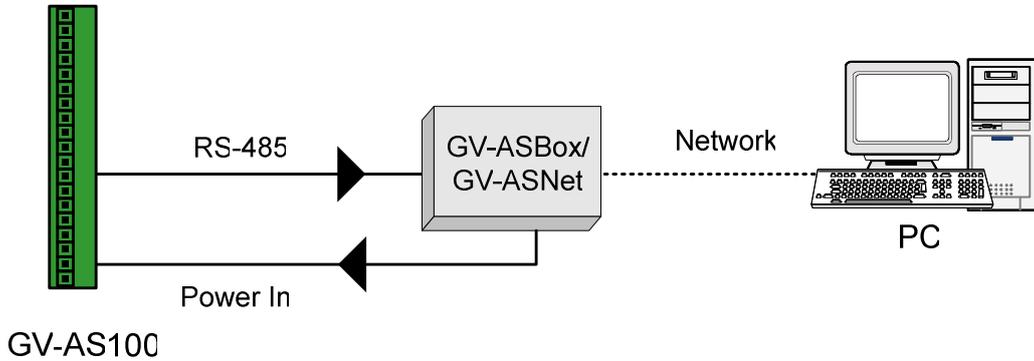 RS-485
GV-ASBox/
GV-ASNet
Network
PC
Power In
GV-AS100